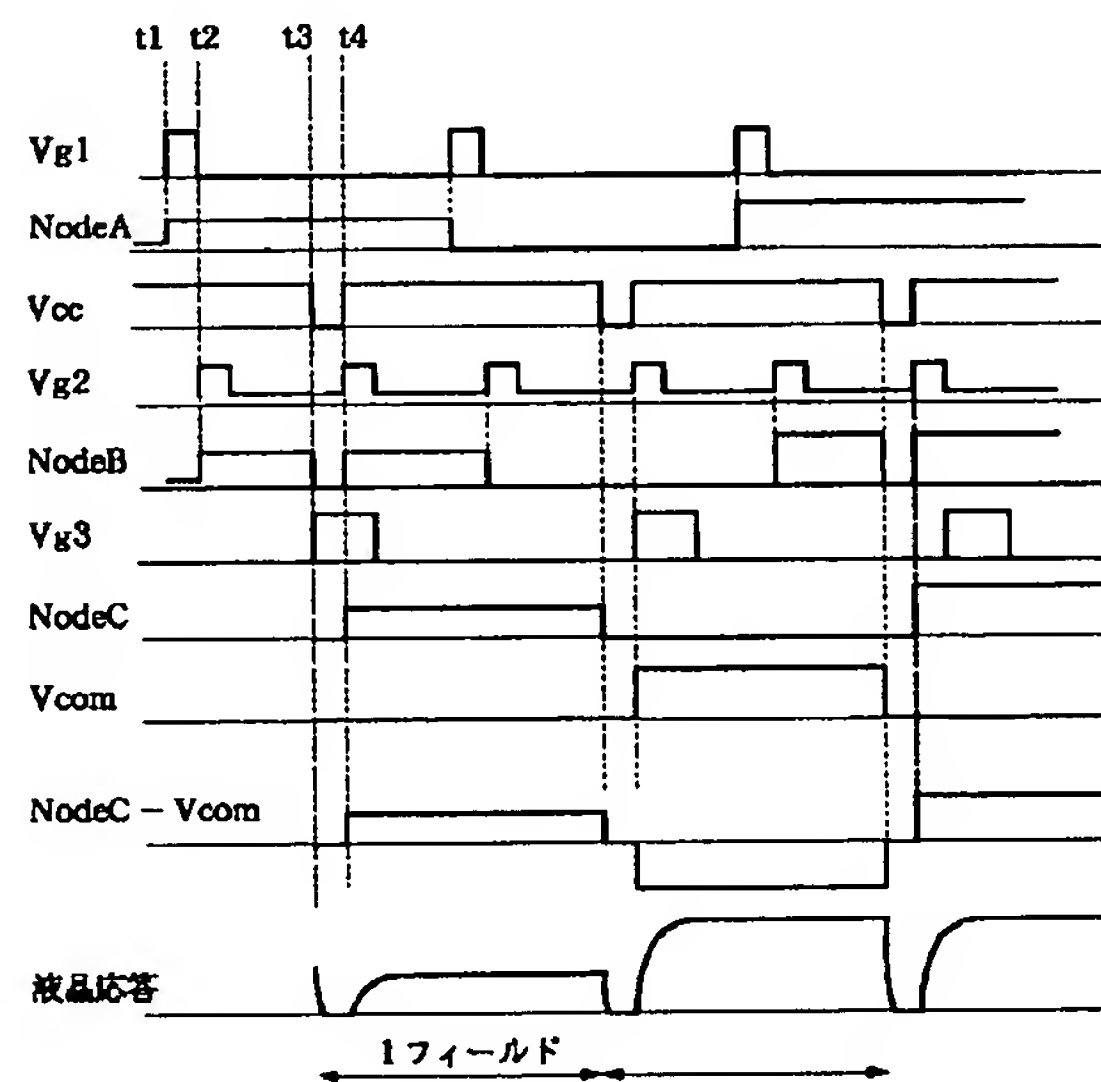 t1 t2 t3 t4
Vg1
NodeA
Vcc
Vg2
NodeB
Vg3
NodeC
Vcom
NodeC − Vcom
液晶応答
1フィールド